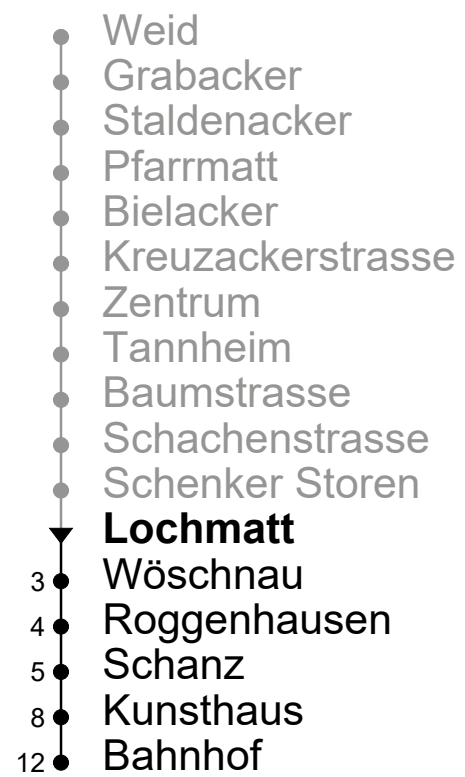 Weid
Grabacker
Staldenacker
Pfarrmatt
Bielacker
Kreuzackerstrasse
Zentrum
Tannheim
Baumstrasse
Schachenstrasse
Schenker Storen
Lochmatt
3 Wöschnau
4 Roggenhausen
5 Schanz
8 Kunsthaus
12 Bahnhof